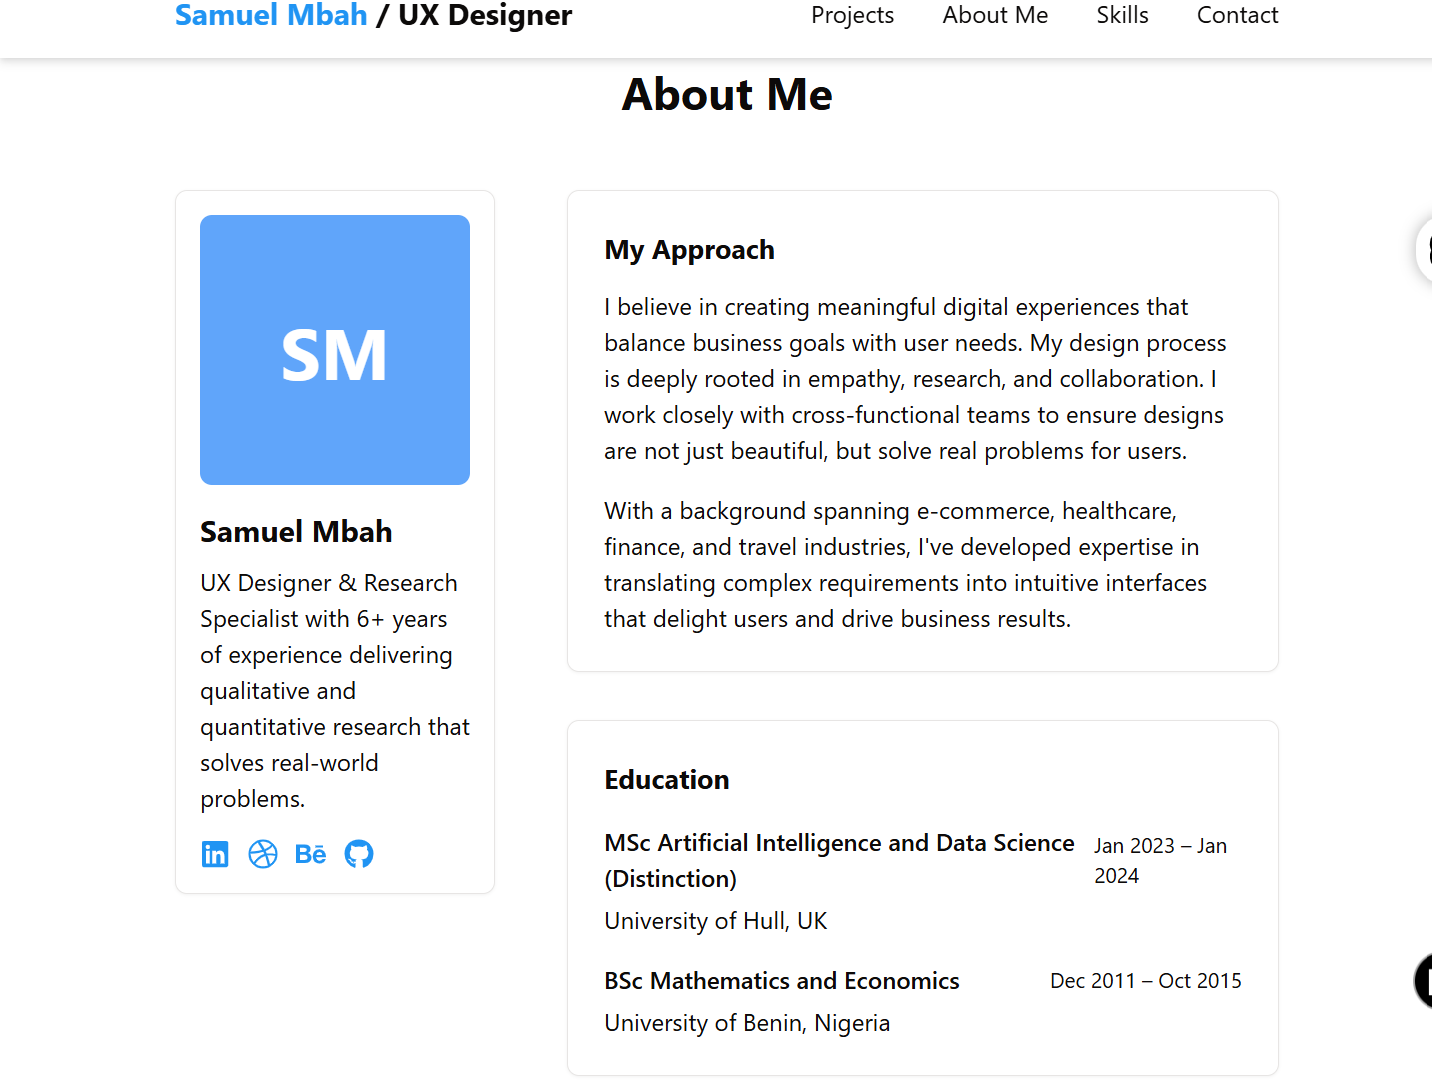 Samuel Mbah / UX Designer
Projects
About Me
Skills
Contact
About Me
SM
Samuel Mbah
UX Designer & Research
Specialist with 6+ years
of experience delivering
qualitative and
quantitative research that
solves real-world
problems.
in
Bē
My Approach
I believe in creating meaningful digital experiences that
balance business goals with user needs. My design process
is deeply rooted in empathy, research, and collaboration. I
work closely with cross-functional teams to ensure designs
are not just beautiful, but solve real problems for users.
With a background spanning e-commerce, healthcare,
finance, and travel industries, I've developed expertise in
translating complex requirements into intuitive interfaces
that delight users and drive business results.
Education
MSc Artificial Intelligence and Data Science
(Distinction)
Jan 2023 – Jan
2024
University of Hull, UK
BSc Mathematics and Economics
Dec 2011 – Oct 2015
University of Benin, Nigeria